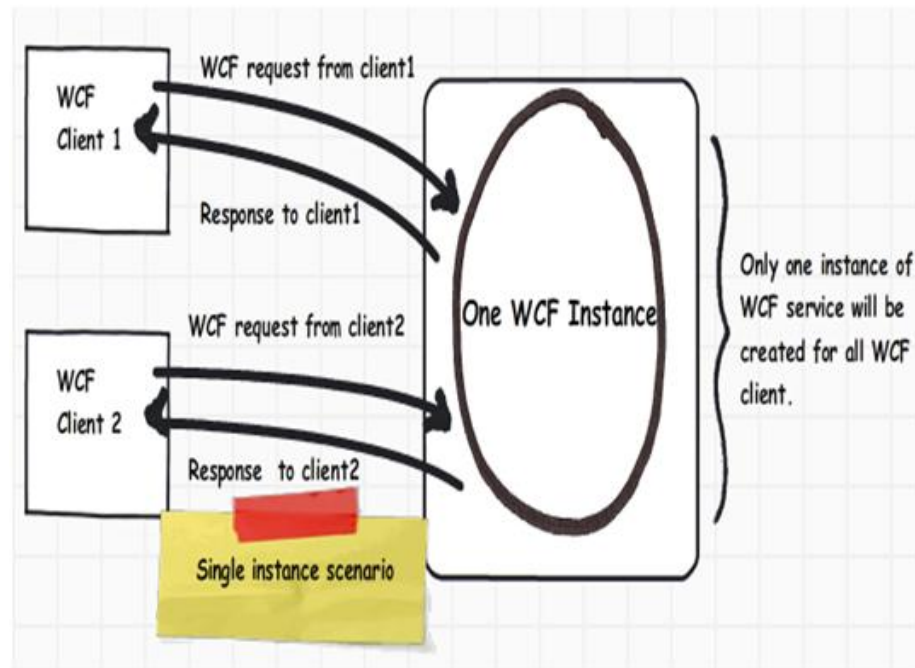 WCF request from client1
WCF
Client 1
Response to client1
One WCF Instance
Only one instance of
WCF service will be
created for all WCF
client.
WCF request from client2
WCF
Client 2
Response to client2
Single instance scenario